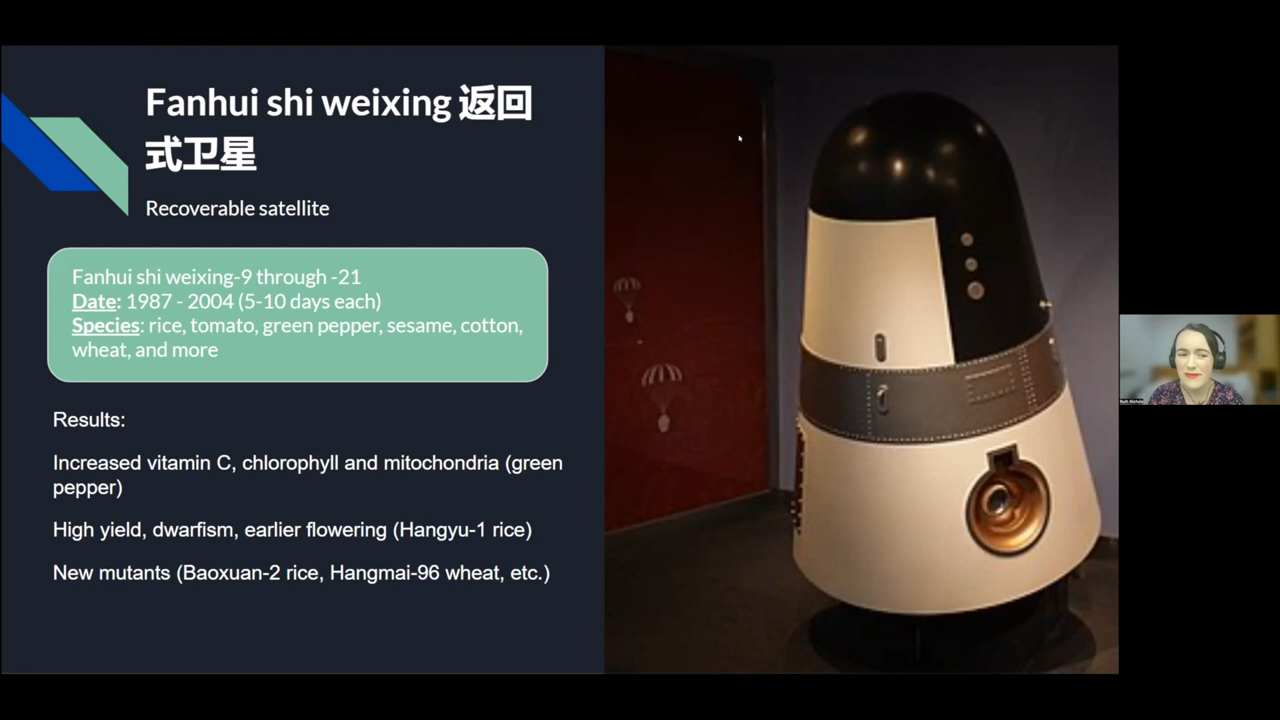 Fanhui shi weixing 返回
式卫星
Recoverable satellite
Fanhui shi weixing-9 through -21
Date: 1987 - 2004 (5-10 days each)
Species: rice, tomato, green pepper, sesame, cotton,
wheat, and more
Results:
Increased vitamin C, chlorophyll and mitochondria (green
pepper)
High yield, dwarfism, earlier flowering (Hangyu-1 rice)
New mutants (Baoxuan-2 rice, Hangmai-96 wheat, etc.)